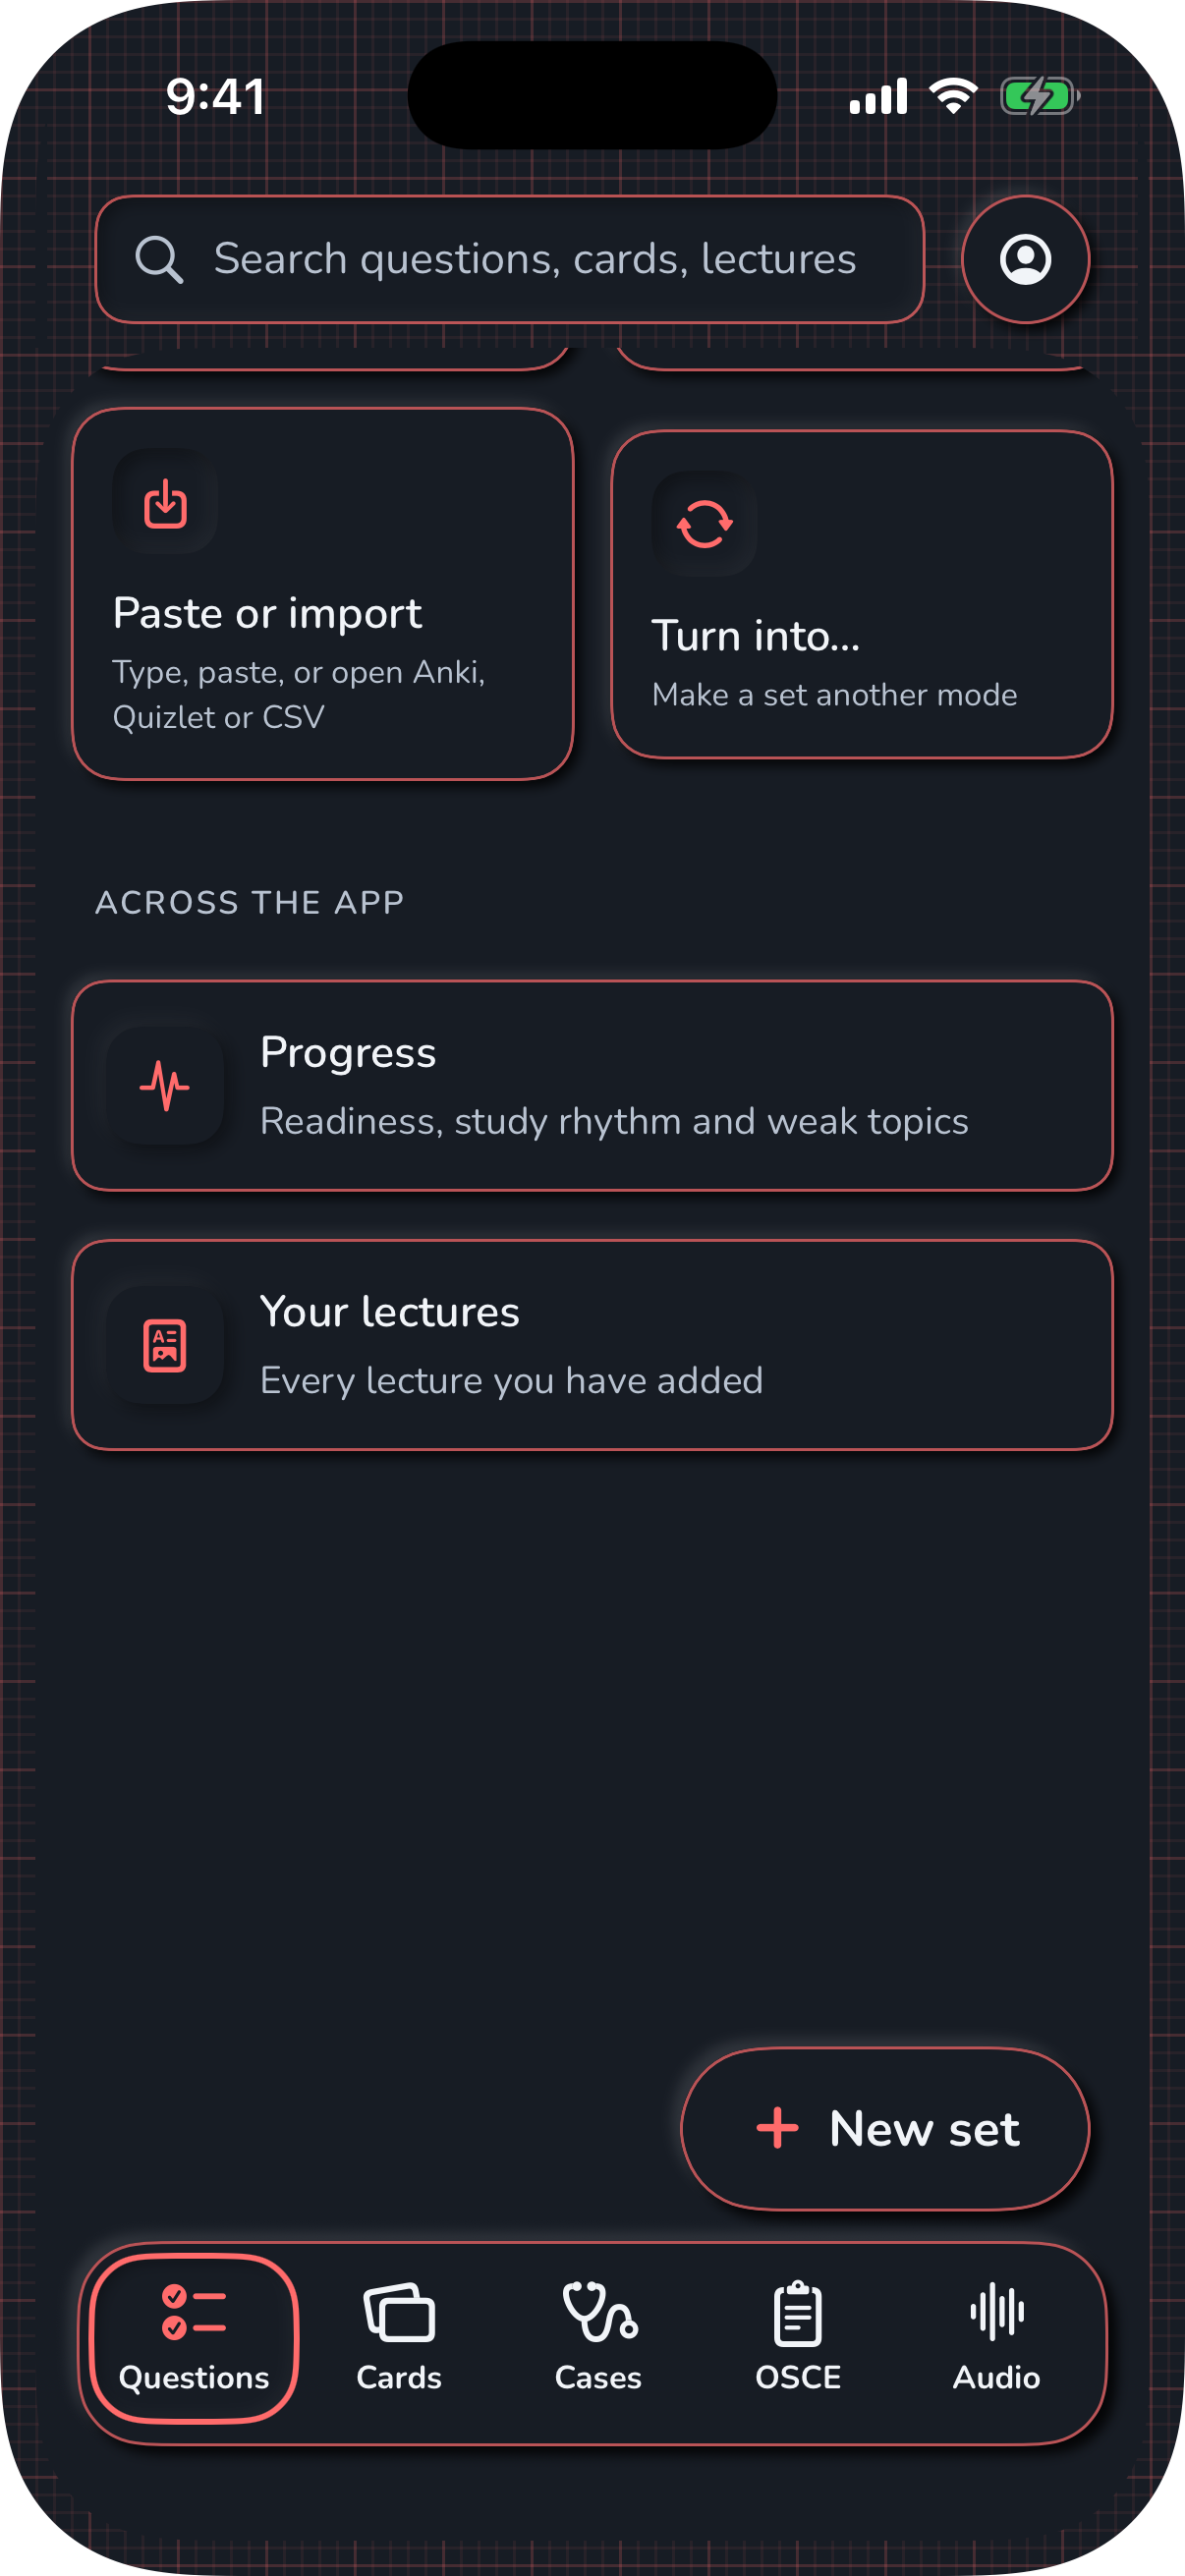 9:41
Search questions, cards, lectures
Paste or import
Type, paste, or open Anki,
Quizlet or CSV
Turn into...
Make a set another mode
ACROSS THE APP
Progress
Readiness, study rhythm and weak topics
Your lectures
Every lecture you have added
New set
Questions
Cards
Cases
OSCE
Audio